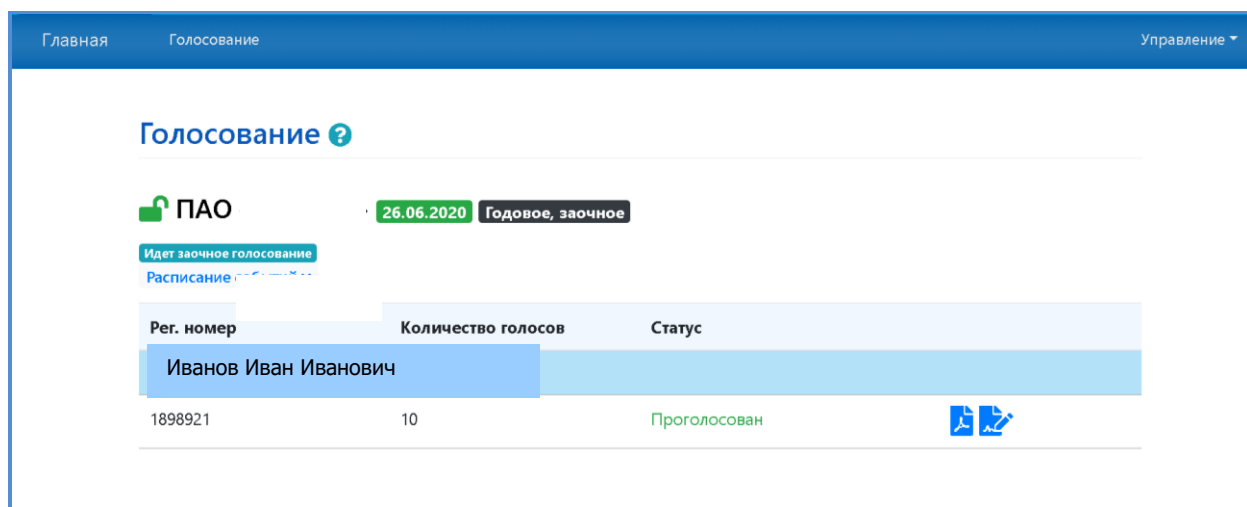 Главная Голосование Управление
Голосование ?
ПАО 26.06.2020 Годовое, заочное
Идет заочное голосование
Расписание
Рег. номер Количество голосов Статус
Иванов Иван Иванович
1898921 10 Проголосован